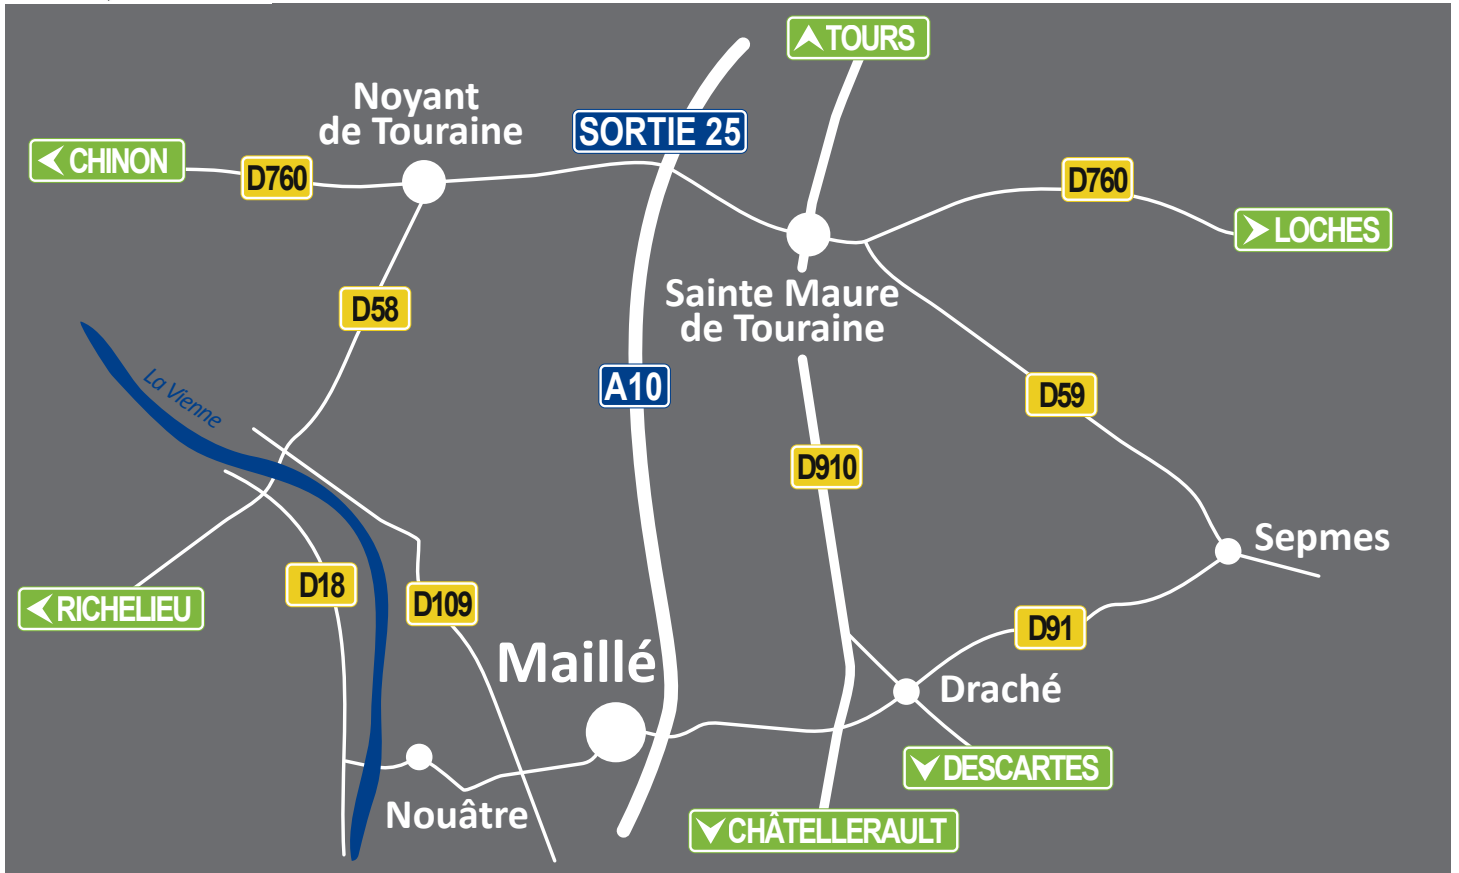 TOURS
Noyant
de Touraine
SORTIE 25
CHINON
D760
D760
LOCHES
Sainte Maure
de Touraine
D58
La Vienne
A10
D59
D910
Sepmes
D18
D109
RICHELIEU
D91
Maillé
Draché
DESCARTES
Nouâtre
CHÂTELLERAULT